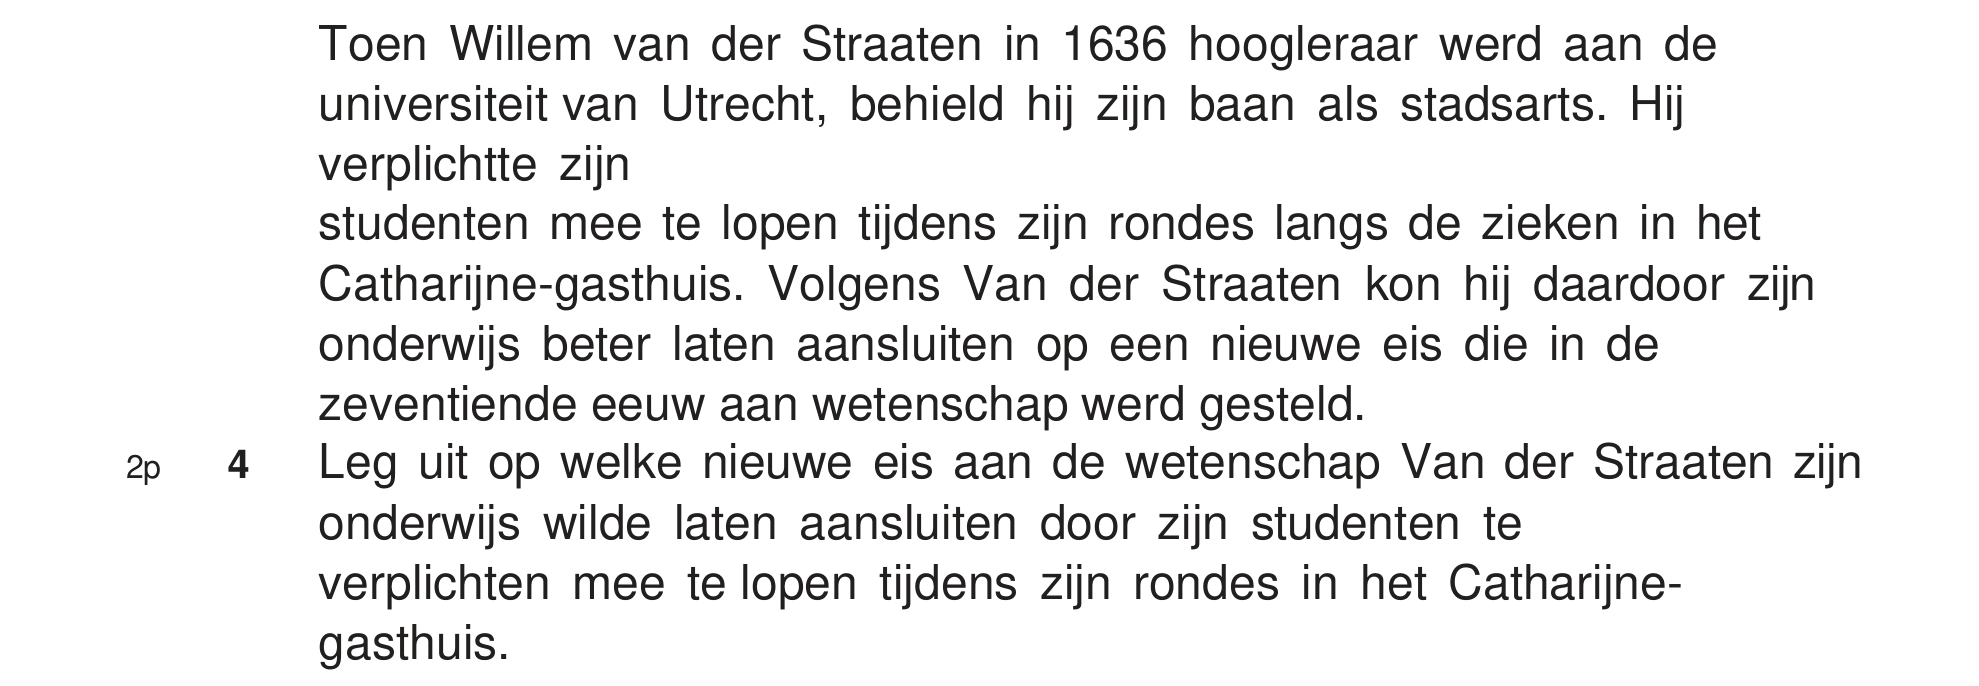 Toen Willem van der Straaten in 1636 hoogleraar werd aan de
universiteit van Utrecht, behield hij zijn baan als stadsarts. Hij
verplichtte zijn
studenten mee te lopen tijdens zijn rondes langs de zieken in het
Catharijne-gasthuis. Volgens Van der Straaten kon hij daardoor zijn
onderwijs beter laten aansluiten op een nieuwe eis die in de
zeventiende eeuw aan wetenschap werd gesteld.
2p 4 Leg uit op welke nieuwe eis aan de wetenschap Van der Straaten zijn
onderwijs wilde laten aansluiten door zijn studenten te
verplichten mee te lopen tijdens zijn rondes in het Catharijne-
gasthuis.